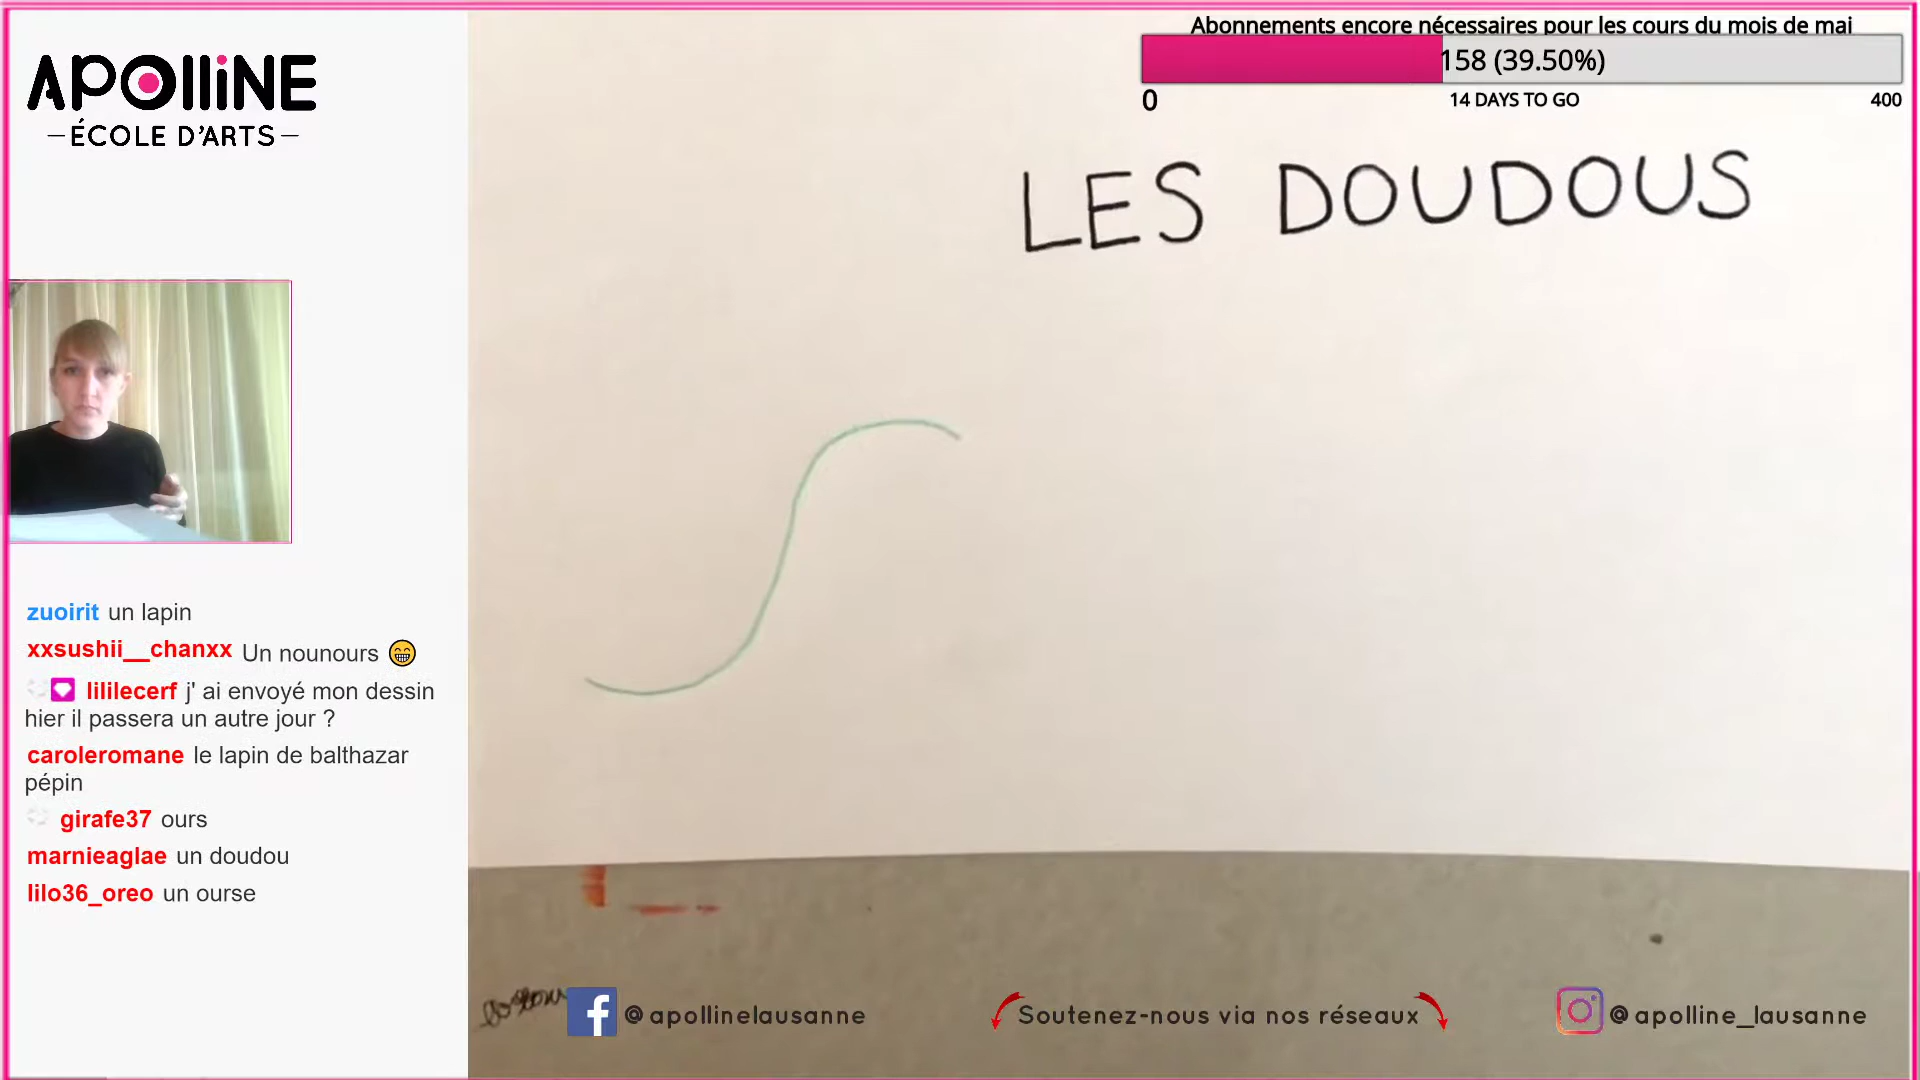 APOLLINE
ÉCOLE D'ARTS
Abonnements encore nécessaires pour les cours du mois de mai
158 (39.50%)
0
14 DAYS TO GO
400
LES DOUDOUS
zuoirit un lapin
xxsushii__chanxx Un nounours 😁
lililecerf j' ai envoyé mon dessin
hier il passera un autre jour ?
caroleromane le lapin de balthazar
pépin
girafe37 ours
marnieaglae un doudou
lilo36_oreo un ourse
@apollinelausanne
Soutenez-nous via nos réseaux
@apolline_lausanne